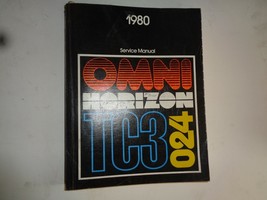 1980
Service Manual
OMNI
HORIZON
TC3
024